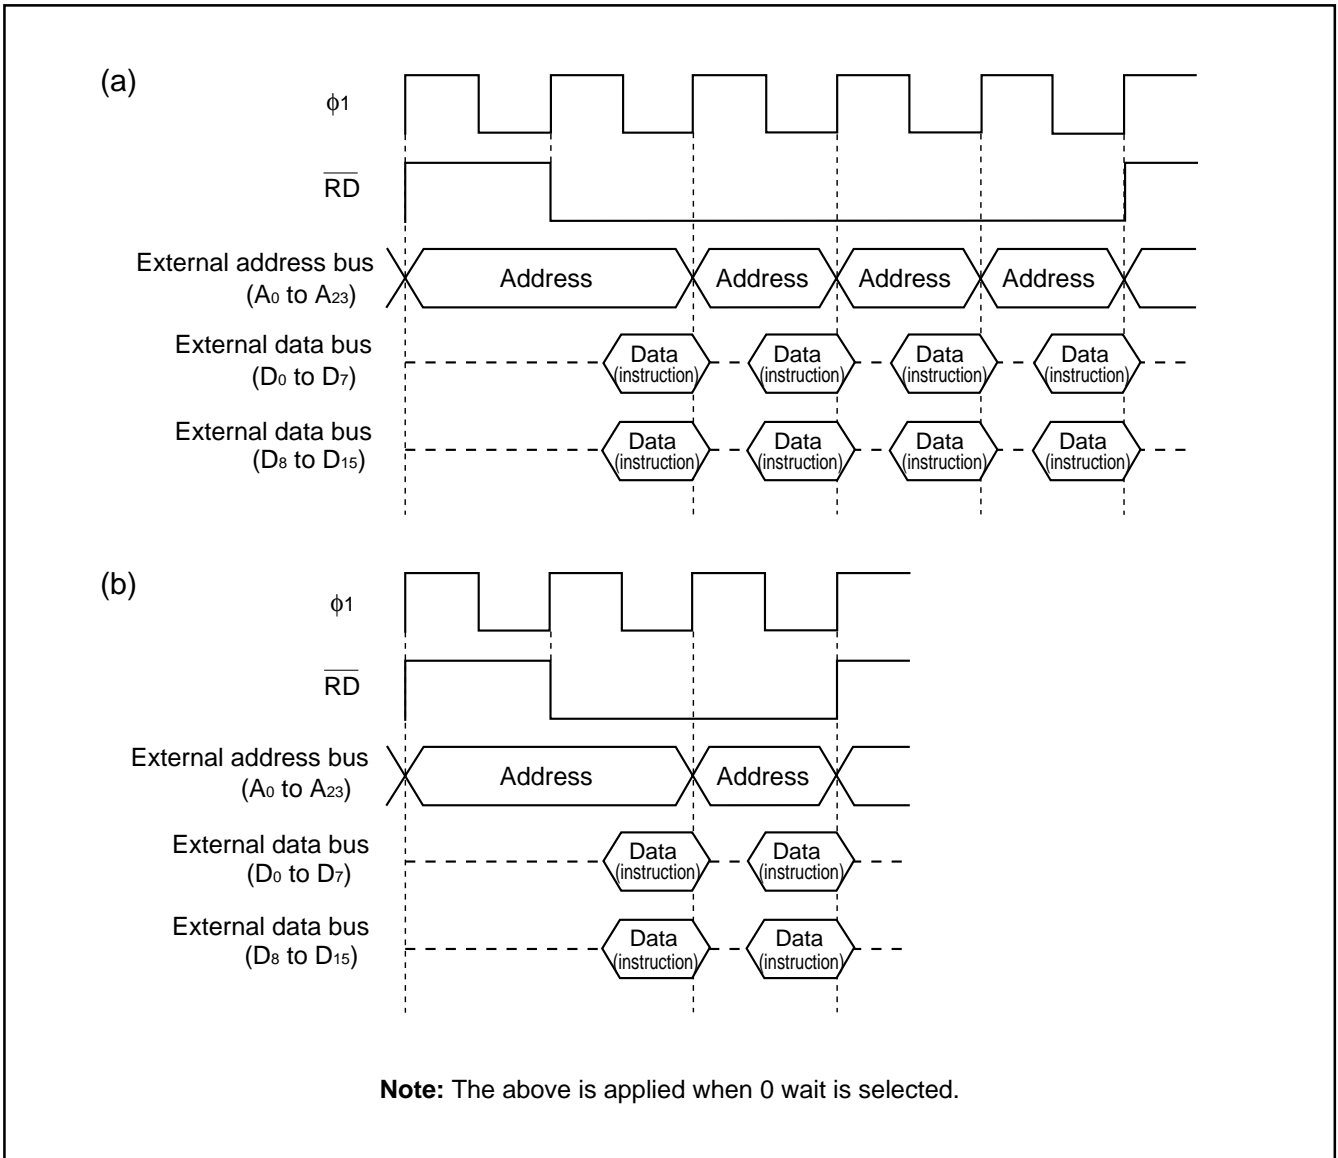 (a)
ϕ1
R̅D̅
External address bus
(A₀ to A₂₃)
Address Address Address Address
External data bus
(D₀ to D₇)
Data Data Data Data
(instruction) (instruction) (instruction) (instruction)
External data bus
(D₈ to D₁₅)
Data Data Data Data
(instruction) (instruction) (instruction) (instruction)
(b)
ϕ1
R̅D̅
External address bus
(A₀ to A₂₃)
Address Address
External data bus
(D₀ to D₇)
Data Data
(instruction) (instruction)
External data bus
(D₈ to D₁₅)
Data Data
(instruction) (instruction)
Note: The above is applied when 0 wait is selected.